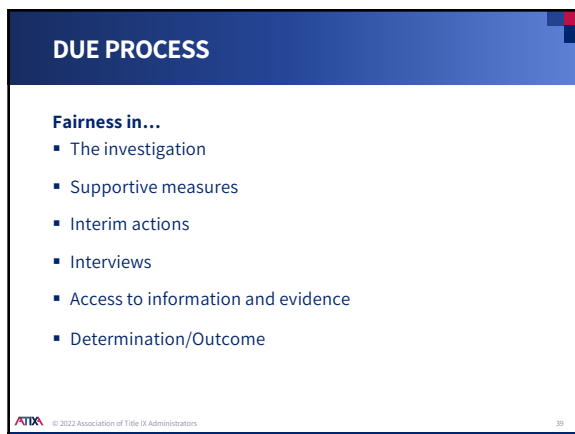 DUE PROCESS
Fairness in…
▪ The investigation
▪ Supportive measures
▪ Interim actions
▪ Interviews
▪ Access to information and evidence
▪ Determination/Outcome
ATIXA © 2022 Association of Title IX Administrators 39